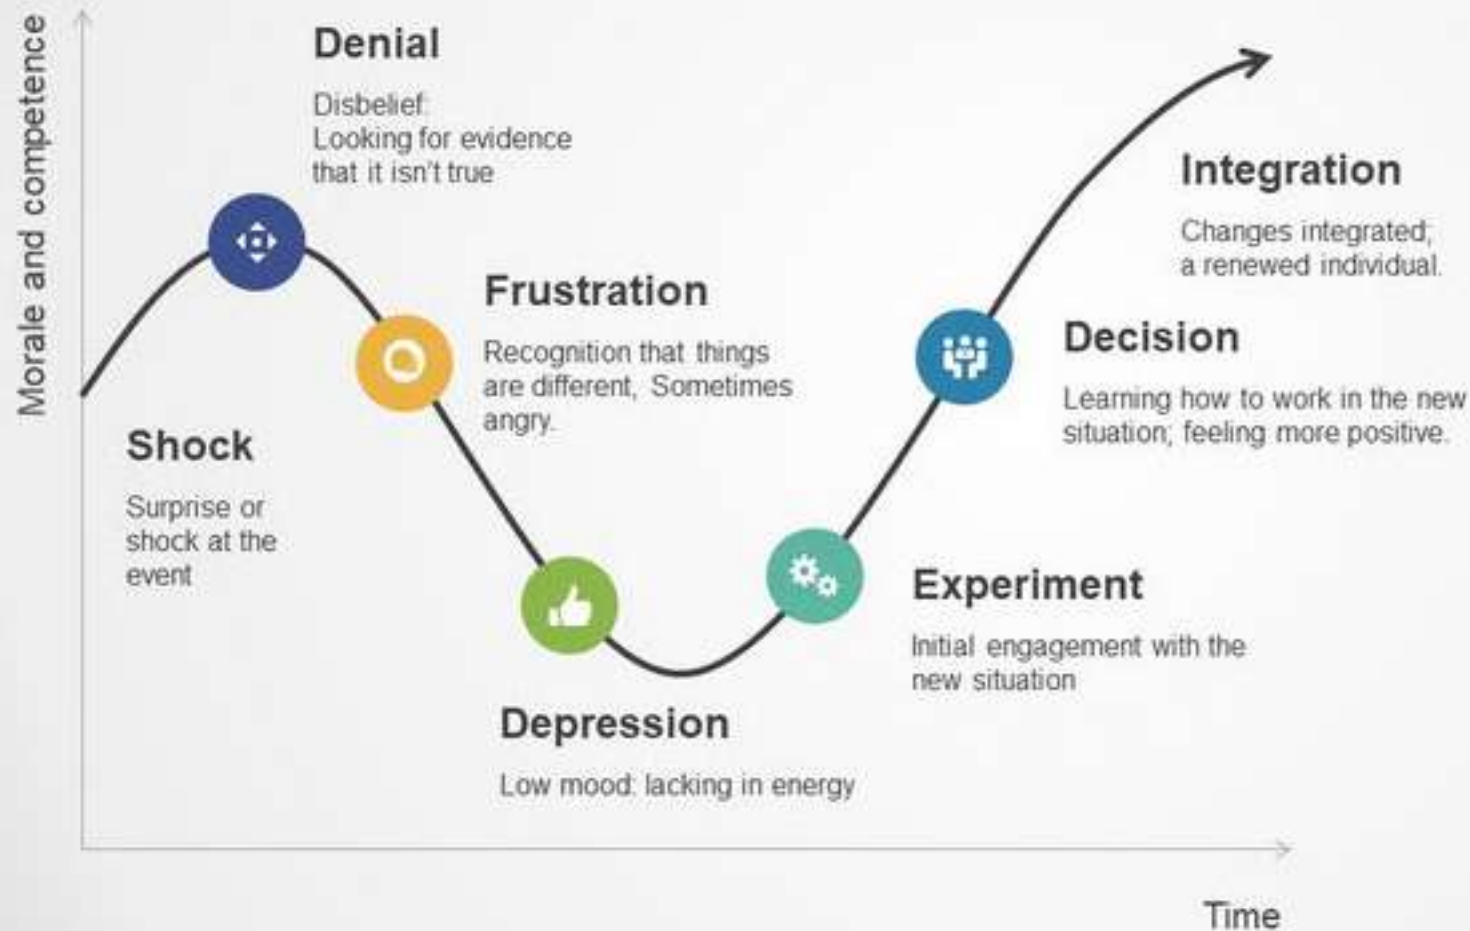 Morale and competence
Denial
Disbelief:
Looking for evidence
that it isn't true
Frustration
Recognition that things
are different, Sometimes
angry.
Shock
Surprise or
shock at the
event
Depression
Low mood: lacking in energy
Experiment
Initial engagement with the
new situation
Decision
Learning how to work in the new
situation; feeling more positive.
Integration
Changes integrated;
a renewed individual.
Time